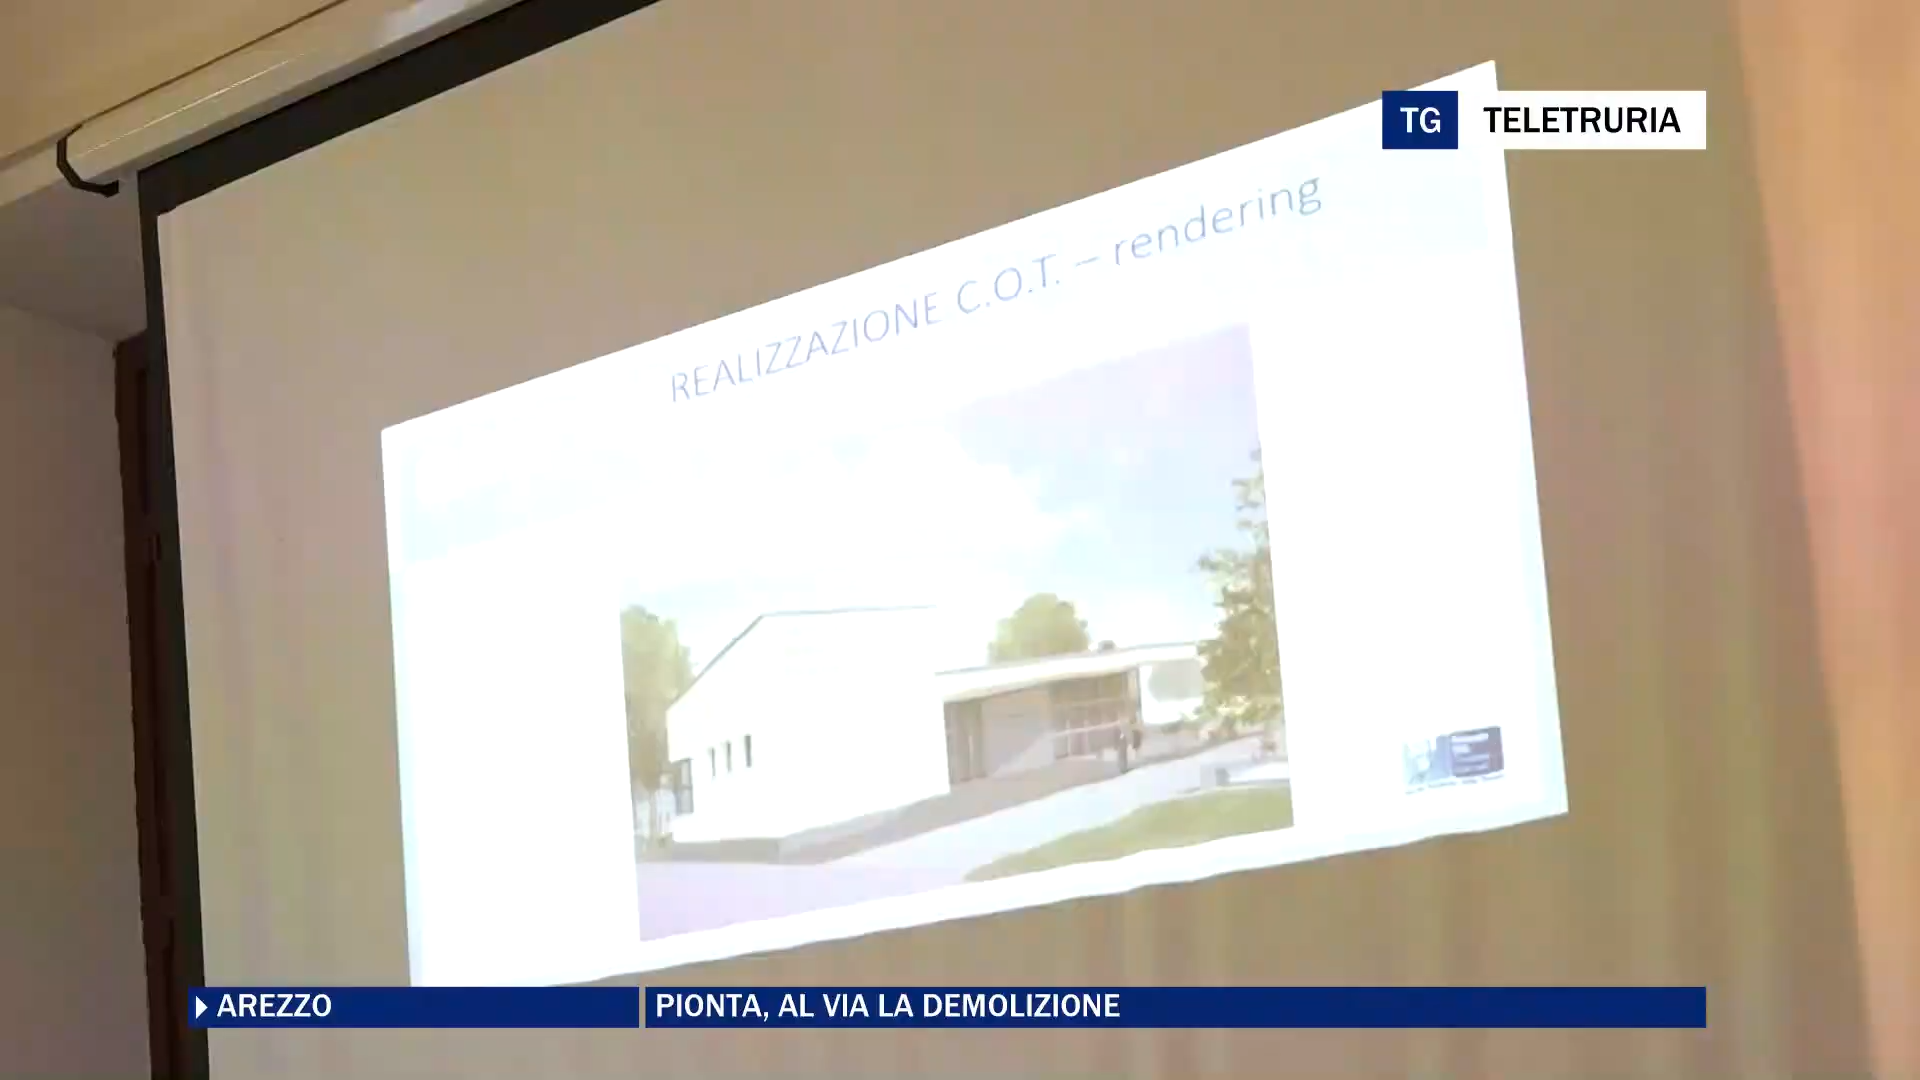 TG TELETRURIA
REALIZZAZIONE C.O.T. – rendering
AREZZO
PIONTA, AL VIA LA DEMOLIZIONE